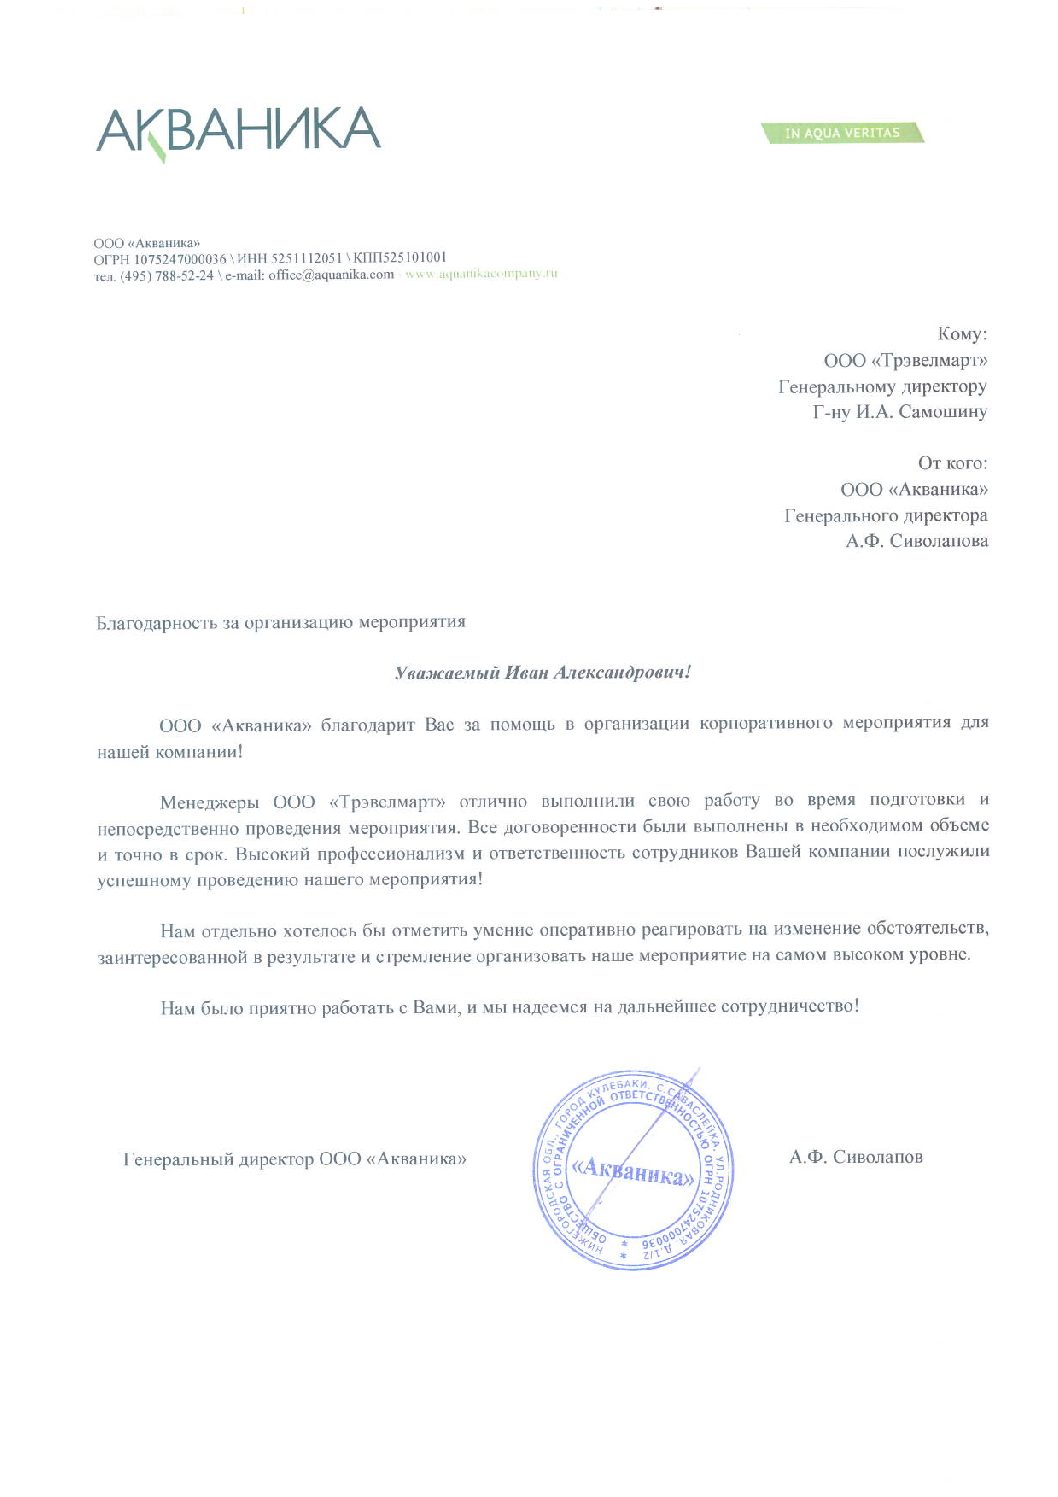 АКВАНИКА
IN AQUA VERITAS
ООО «Акваника»
ОГРН 1075247000036 \ ИНН 5251112051 \ КПП525101001
тел. (495) 788-52-24 \ e-mail: office@aquanika.com www.aquanikacompany.ru
Кому:
ООО «Трэвелмарт»
Генеральному директору
Г-ну И.А. Самошину
От кого:
ООО «Акваника»
Генерального директора
А.Ф. Сиволапова
Благодарность за организацию мероприятия
Уважаемый Иван Александрович!
ООО «Акваника» благодарит Вас за помощь в организации корпоративного мероприятия для
нашей компании!
Менеджеры ООО «Трэвелмарт» отлично выполнили свою работу во время подготовки и
непосредственно проведения мероприятия. Все договоренности были выполнены в необходимом объеме
и точно в срок. Высокий профессионализм и ответственность сотрудников Вашей компании послужили
успешному проведению нашего мероприятия!
Нам отдельно хотелось бы отметить умение оперативно реагировать на изменение обстоятельств,
заинтересованной в результате и стремление организовать наше мероприятие на самом высоком уровне.
Нам было приятно работать с Вами, и мы надеемся на дальнейшее сотрудничество!
Генеральный директор ООО «Акваника»
НИЖЕГОРОДСКАЯ ОБЛ., ГОРОД КУЛЕБАКИ, С.САВАСЛЕЙКА, УЛ.РОДНИКОВАЯ Д.1/2 *
ОБЩЕСТВО С ОГРАНИЧЕННОЙ ОТВЕТСТВЕННОСТЬЮ ОГРН 1075247000036 *
«Акваника»
А.Ф. Сиволапов